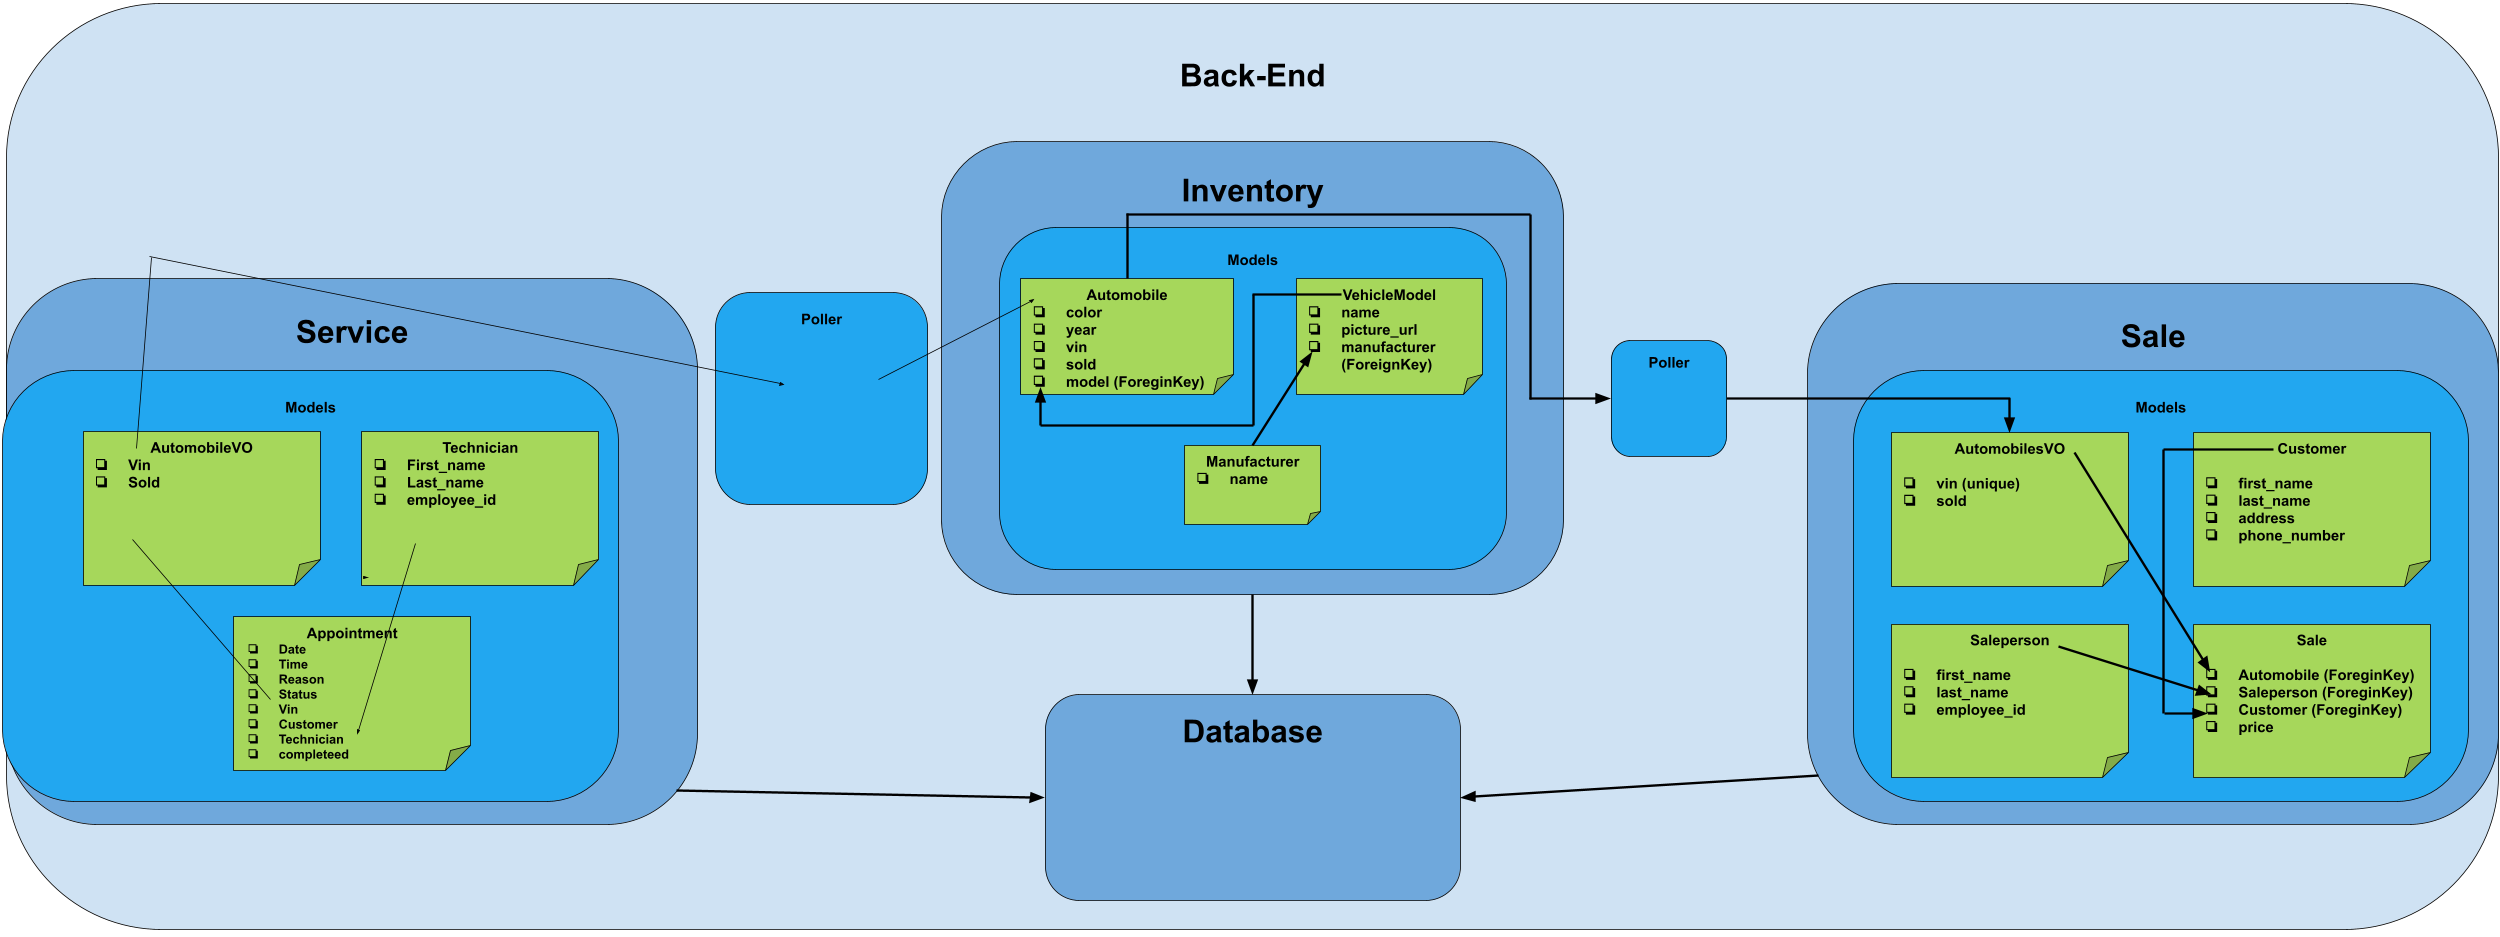 Back-End
Service
Models
AutomobileVO
Vin
Sold
Technician
First_name
Last_name
employee_id
Appointment
Date
Time
Reason
Status
Vin
Customer
Technician
completeed
Poller
Inventory
Models
Automobile
color
year
vin
sold
model (ForeginKey)
VehicleModel
name
picture_url
manufacturer
(ForeignKey)
Manufacturer
name
Database
Poller
Sale
Models
AutomobilesVO
vin (unique)
sold
Customer
first_name
last_name
address
phone_number
Saleperson
first_name
last_name
employee_id
Sale
Automobile (ForeginKey)
Saleperson (ForeginKey)
Customer (ForeginKey)
price